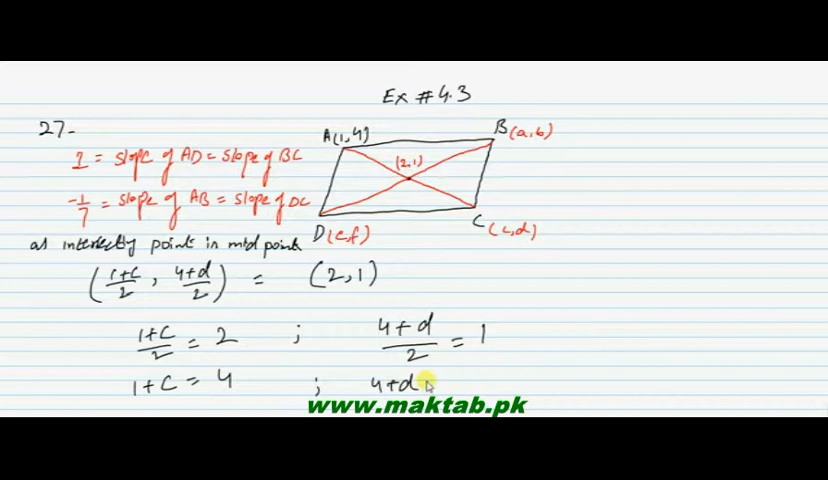 Ex # 4.3
27-
A(1,4) B(a,b)
1 = slope of AD = slope of BC
(2,1)
-1/7 = slope of AB = slope of DC
D(e,f) C(c,d)
as intersecting point in mid point
(1+c/2 , 4+d/2) = (2,1)
1+c/2 = 2 ; 4+d/2 = 1
1+c = 4 ; 4+d
www.maktab.pk